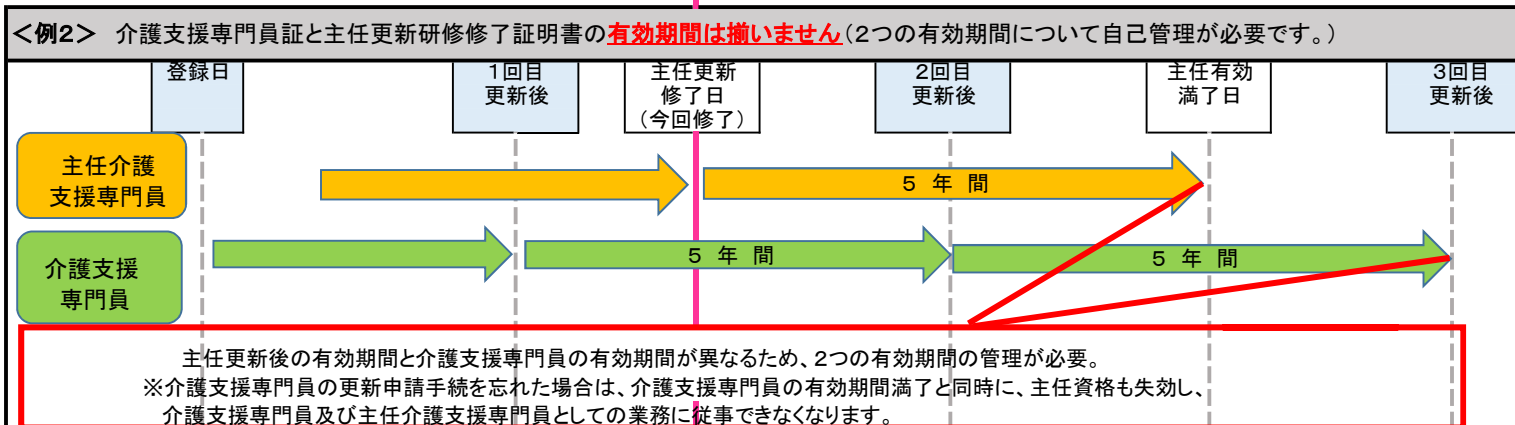 ＜例２＞　介護支援専門員証と主任更新研修修了証明書の有効期間は揃いません（２つの有効期間について自己管理が必要です。）
登録日
１回目
更新後
主任更新
修了日
（今回修了）
２回目
更新後
主任有効
満了日
３回目
更新後
主任介護
支援専門員
５ 年 間
介護支援
専門員
５ 年 間
５ 年 間
主任更新後の有効期間と介護支援専門員の有効期間が異なるため、２つの有効期間の管理が必要。
※介護支援専門員の更新申請手続を忘れた場合は、介護支援専門員の有効期間満了と同時に、主任資格も失効し、
介護支援専門員及び主任介護支援専門員としての業務に従事できなくなります。